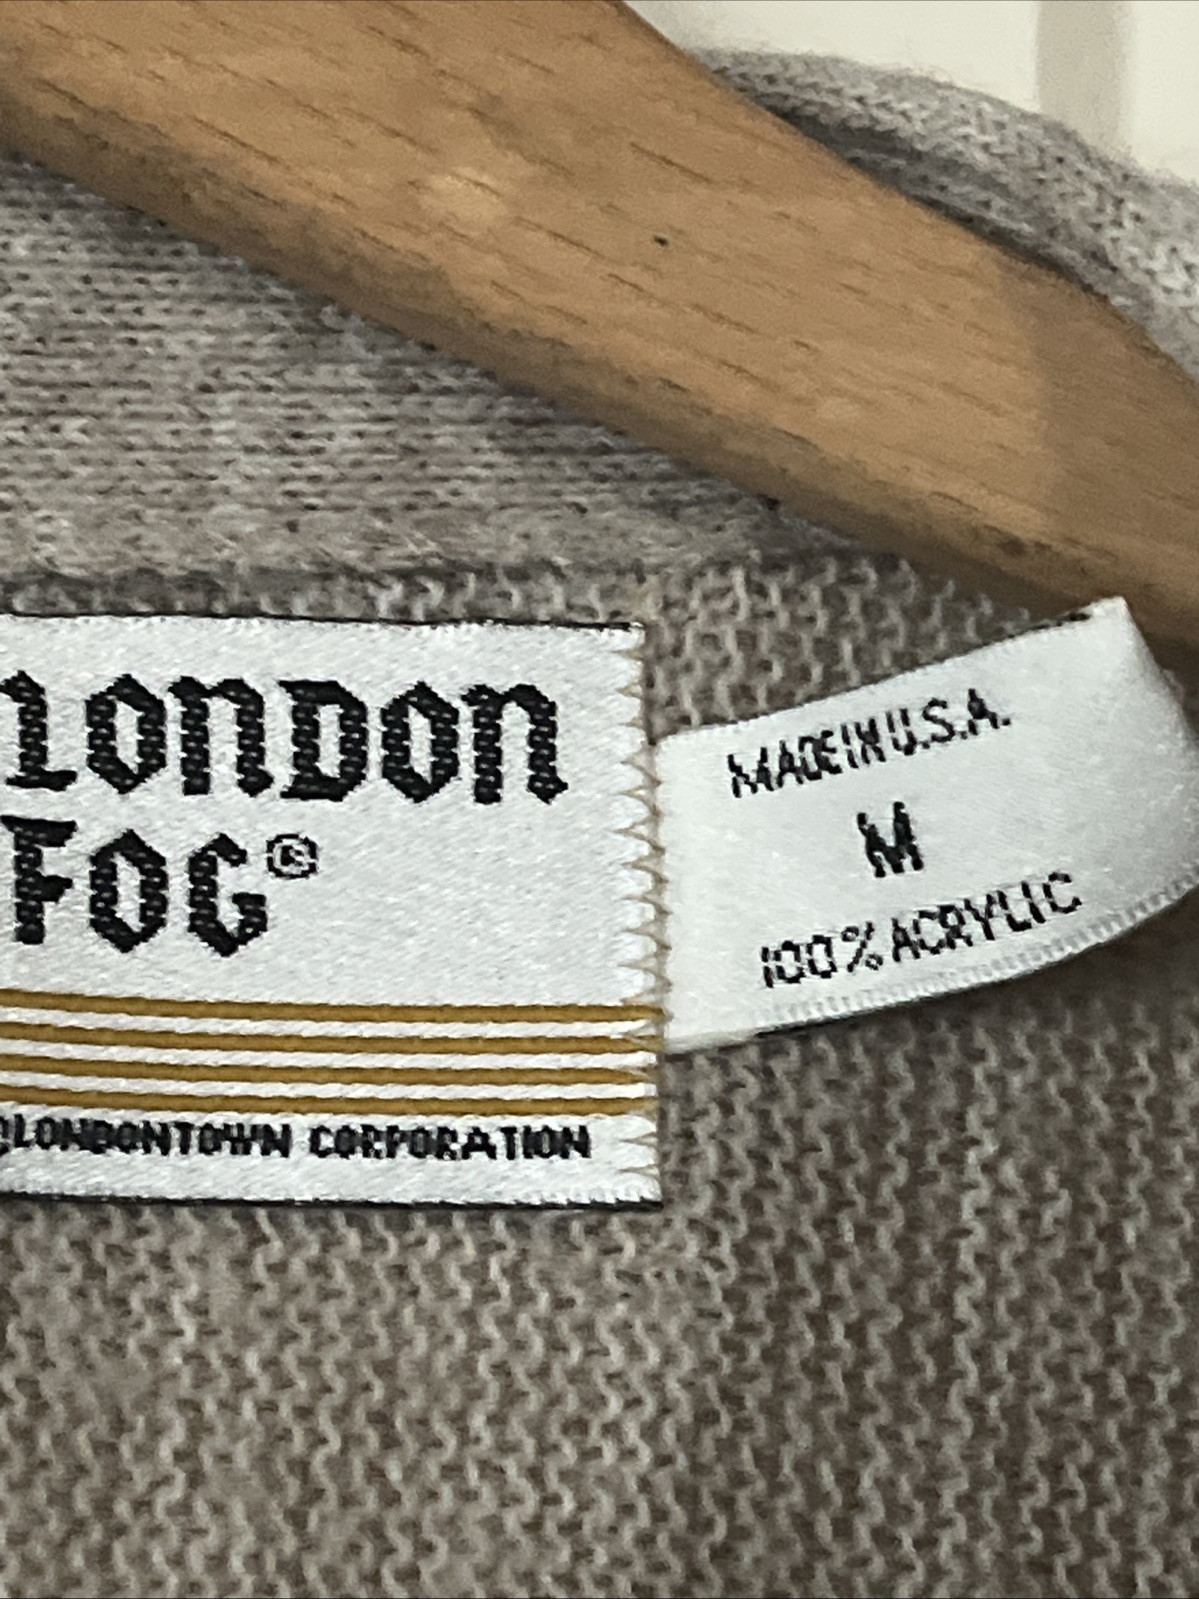 LONDON
FOG®
LONDONTOWN CORPORATION
MADE IN U.S.A.
M
100% ACRYLIC